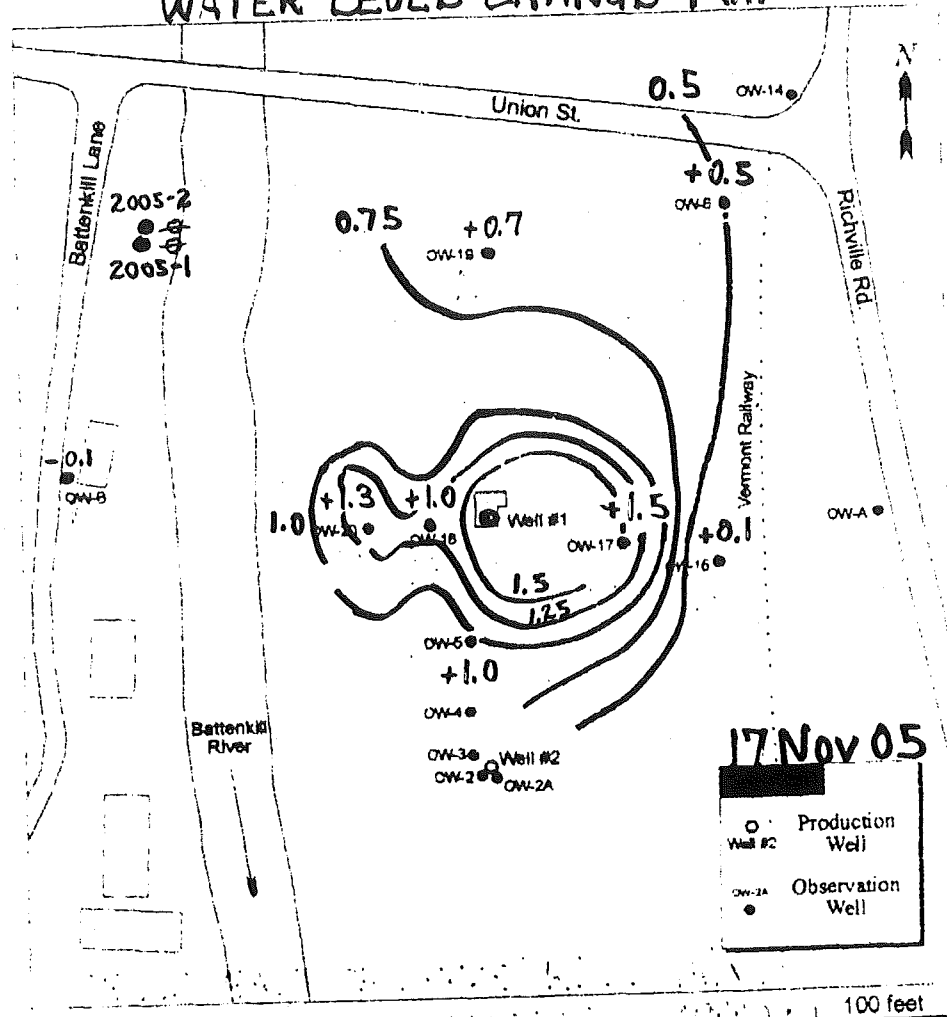 WATER LEVEL CHANGE MAP
N
0.5
OW-14
Union St.
Battenkill Lane
+0.5
OW-6
2005-2
2005-1
0.75
+0.7
OW-19
Richville Rd
Vermont Railway
-0.1
OW-B
+1.3
+1.0
1.0
OW-20
OW-18
Well #1
+1.5
OW-17
+0.1
OW-16
OW-A
1.5
1.25
OW-5
+1.0
OW-4
Battenkill
River
OW-3
Well #2
OW-2
OW-2A
17 Nov 05
Production
Well #2
Well
OW-2A
Observation
Well
100 feet